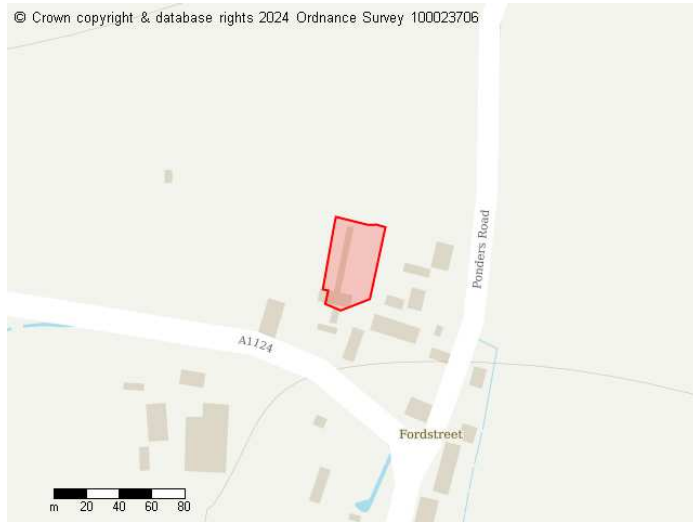 © Crown copyright & database rights 2024 Ordnance Survey 100023706
Ponders Road
A1124
Fordstreet
m 20 40 60 80